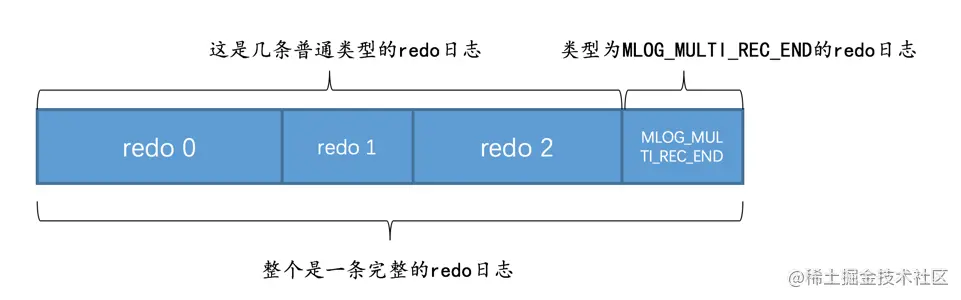 这是几条普通类型的redo日志
类型为MLOG_MULTI_REC_END的redo日志
redo 0
redo 1
redo 2
MLOG_MUL
TI_REC_END
整个是一条完整的redo日志
@稀土掘金技术社区